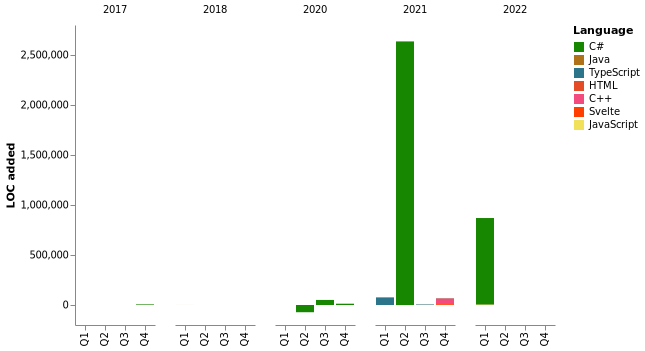 2017 2018 2020 2021 2022
Language
C#
Java
TypeScript
HTML
C++
Svelte
JavaScript
LOC added
2,500,000
2,000,000
1,500,000
1,000,000
500,000
0
Q1 Q2 Q3 Q4 Q1 Q2 Q3 Q4 Q1 Q2 Q3 Q4 Q1 Q2 Q3 Q4 Q1 Q2 Q3 Q4